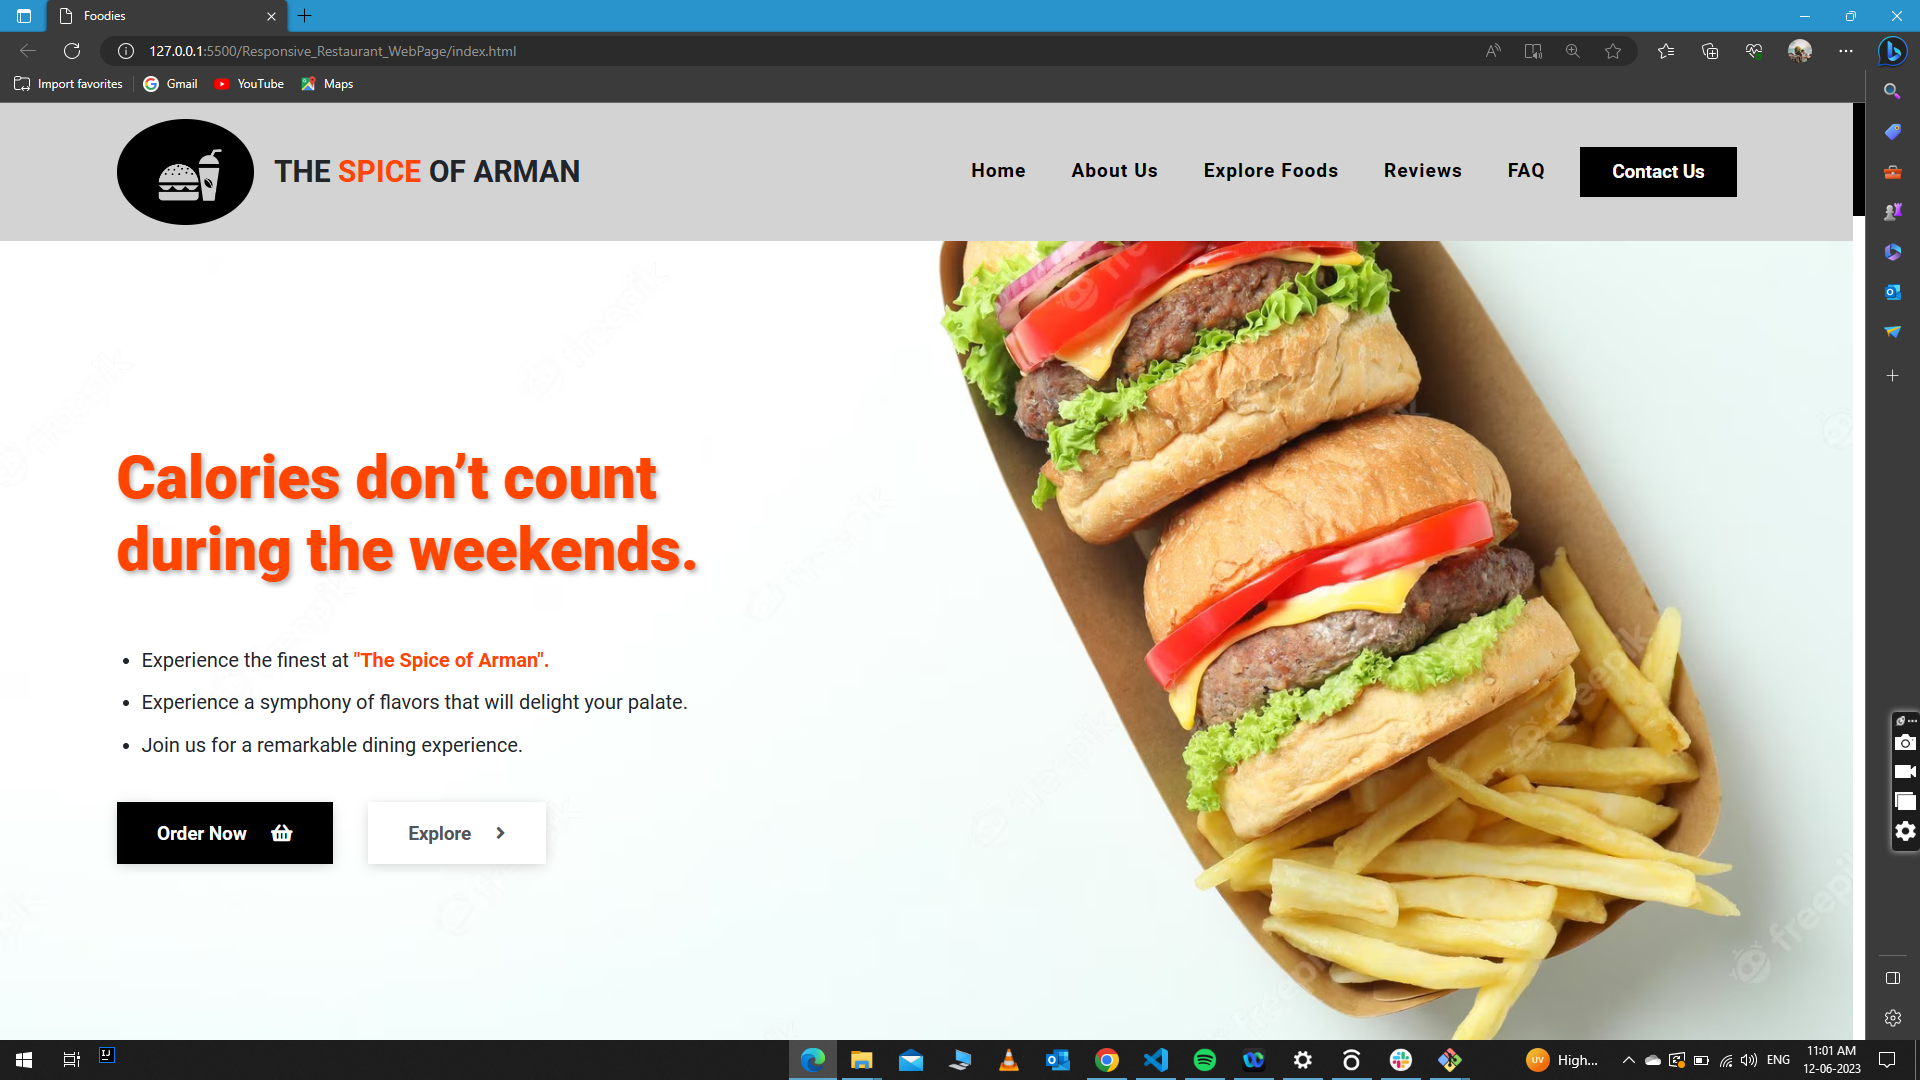 Foodies
127.0.0.1:5500/Responsive_Restaurant_WebPage/index.html
Import favorites
Gmail
YouTube
Maps
THE SPICE OF ARMAN
Home
About Us
Explore Foods
Reviews
FAQ
Contact Us
Calories don’t count
during the weekends.
• Experience the finest at "The Spice of Arman".
• Experience a symphony of flavors that will delight your palate.
• Join us for a remarkable dining experience.
Order Now
Explore
freepik
freepik
UV
High...
ENG
11:01 AM
12-06-2023